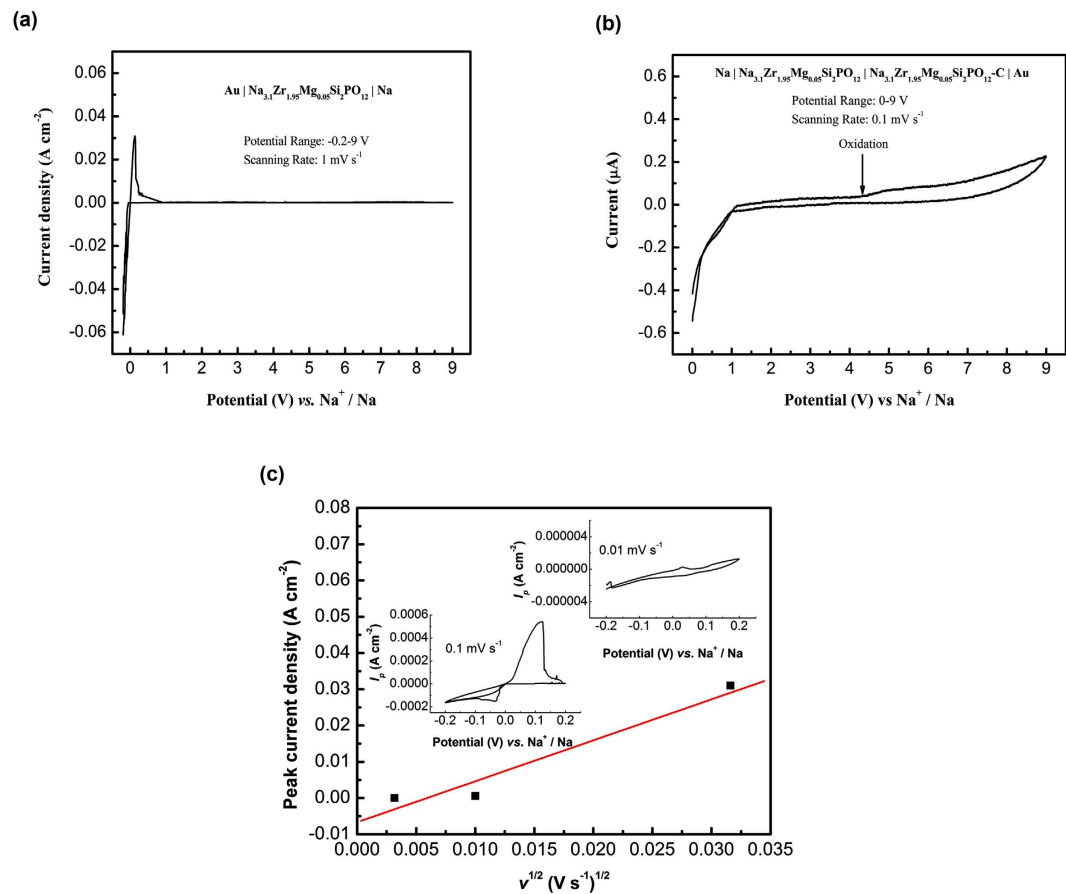 (a)
0.06
0.04
0.02
0.00
-0.02
-0.04
-0.06
Current density (A cm⁻²)
Au | Na₃.₁Zr₁.₉₅Mg₀.₀₅Si₂PO₁₂ | Na
Potential Range: -0.2-9 V
Scanning Rate: 1 mV s⁻¹
0 1 2 3 4 5 6 7 8 9
Potential (V) vs. Na⁺ / Na
(b)
0.6
0.4
0.2
0.0
-0.2
-0.4
-0.6
Current (μA)
Na | Na₃.₁Zr₁.₉₅Mg₀.₀₅Si₂PO₁₂ | Na₃.₁Zr₁.₉₅Mg₀.₀₅Si₂PO₁₂-C | Au
Potential Range: 0-9 V
Scanning Rate: 0.1 mV s⁻¹
Oxidation
0 1 2 3 4 5 6 7 8 9
Potential (V) vs Na⁺ / Na
(c)
0.08
0.07
0.06
0.05
0.04
0.03
0.02
0.01
0.00
-0.01
Peak current density (A cm⁻²)
0.000004
0.000000
-0.000004
Iₚ (A cm⁻²)
0.01 mV s⁻¹
-0.2 -0.1 0.0 0.1 0.2
Potential (V) vs. Na⁺ / Na
0.0006
0.0004
0.0002
0.0000
-0.0002
Iₚ (A cm⁻²)
0.1 mV s⁻¹
-0.2 -0.1 0.0 0.1 0.2
Potential (V) vs. Na⁺ / Na
0.000 0.005 0.010 0.015 0.020 0.025 0.030 0.035
v¹ᐟ² (V s⁻¹)¹ᐟ²